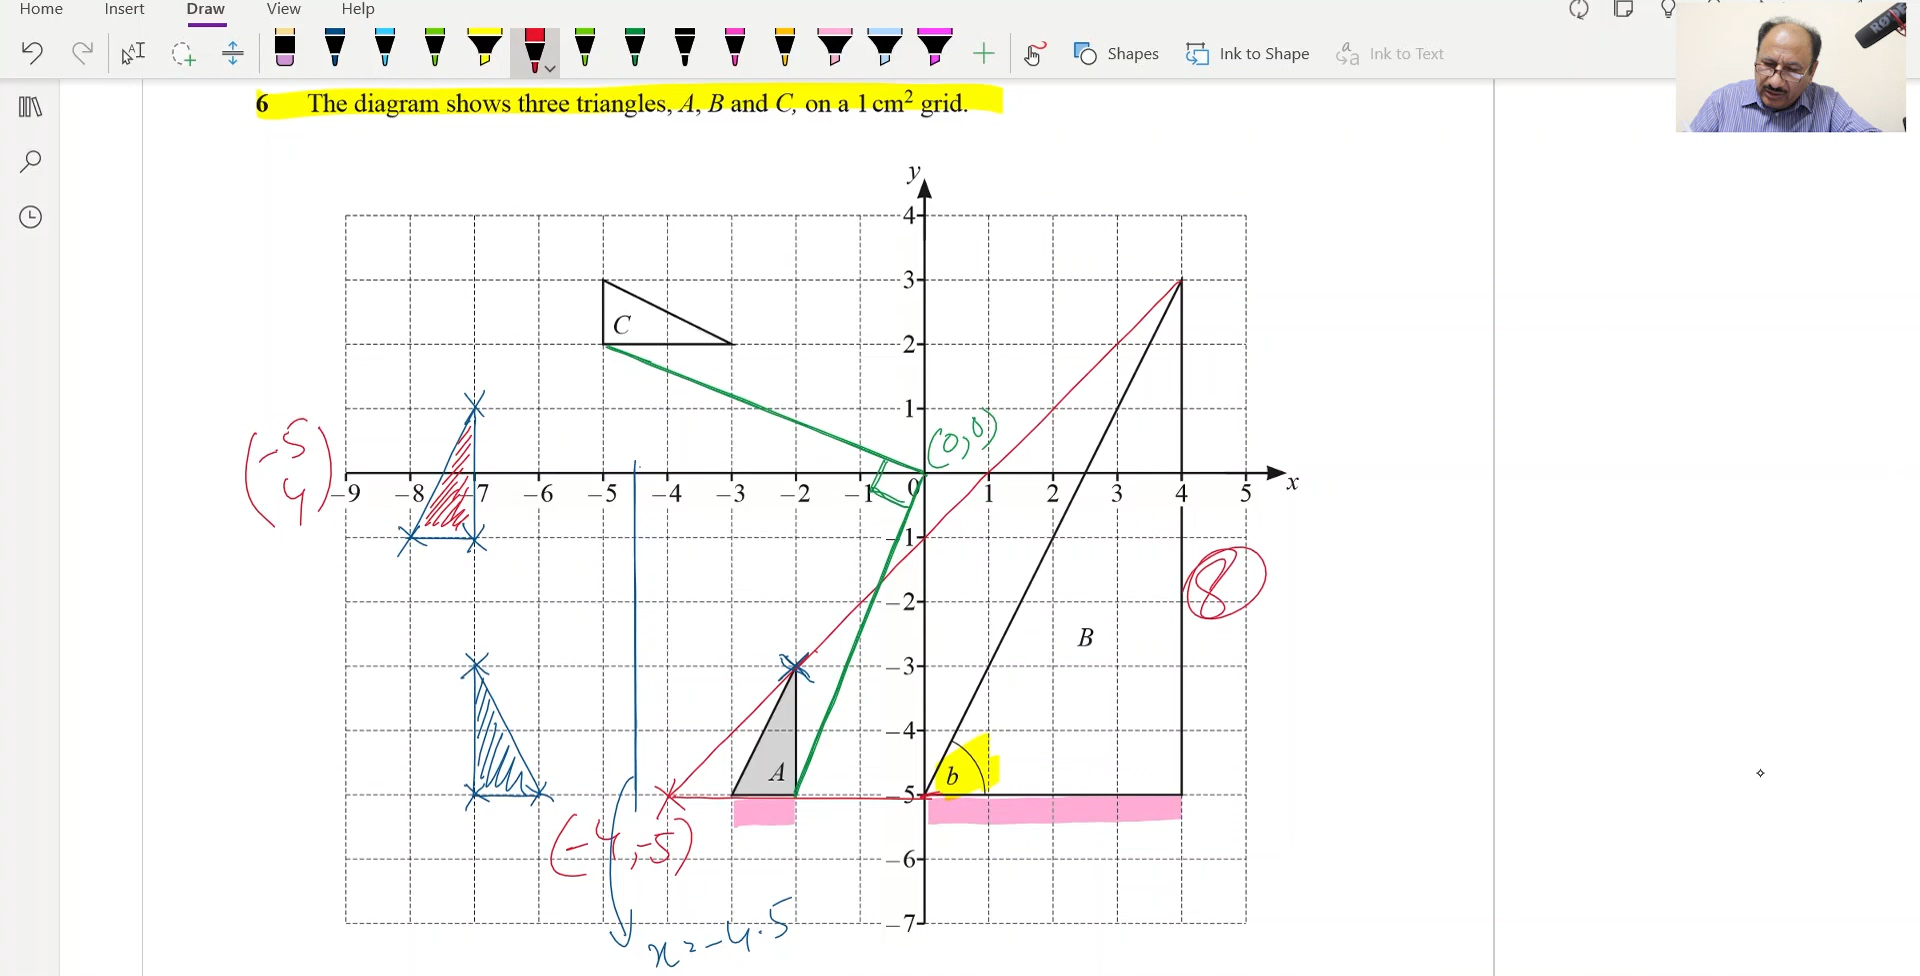 Home Insert Draw View Help
Shapes Ink to Shape Ink to Text
RØDE
6 The diagram shows three triangles, A, B and C, on a 1 cm² grid.
y
4
3
C
2
1
(0,0)
(-5
4)
–9 –8 –7 –6 –5 –4 –3 –2 –1 0 1 2 3 4 5 x
–1
8
–2
B
–3
–4
A
b
–5
(-4,-5)
–6
–7
x=-4.5